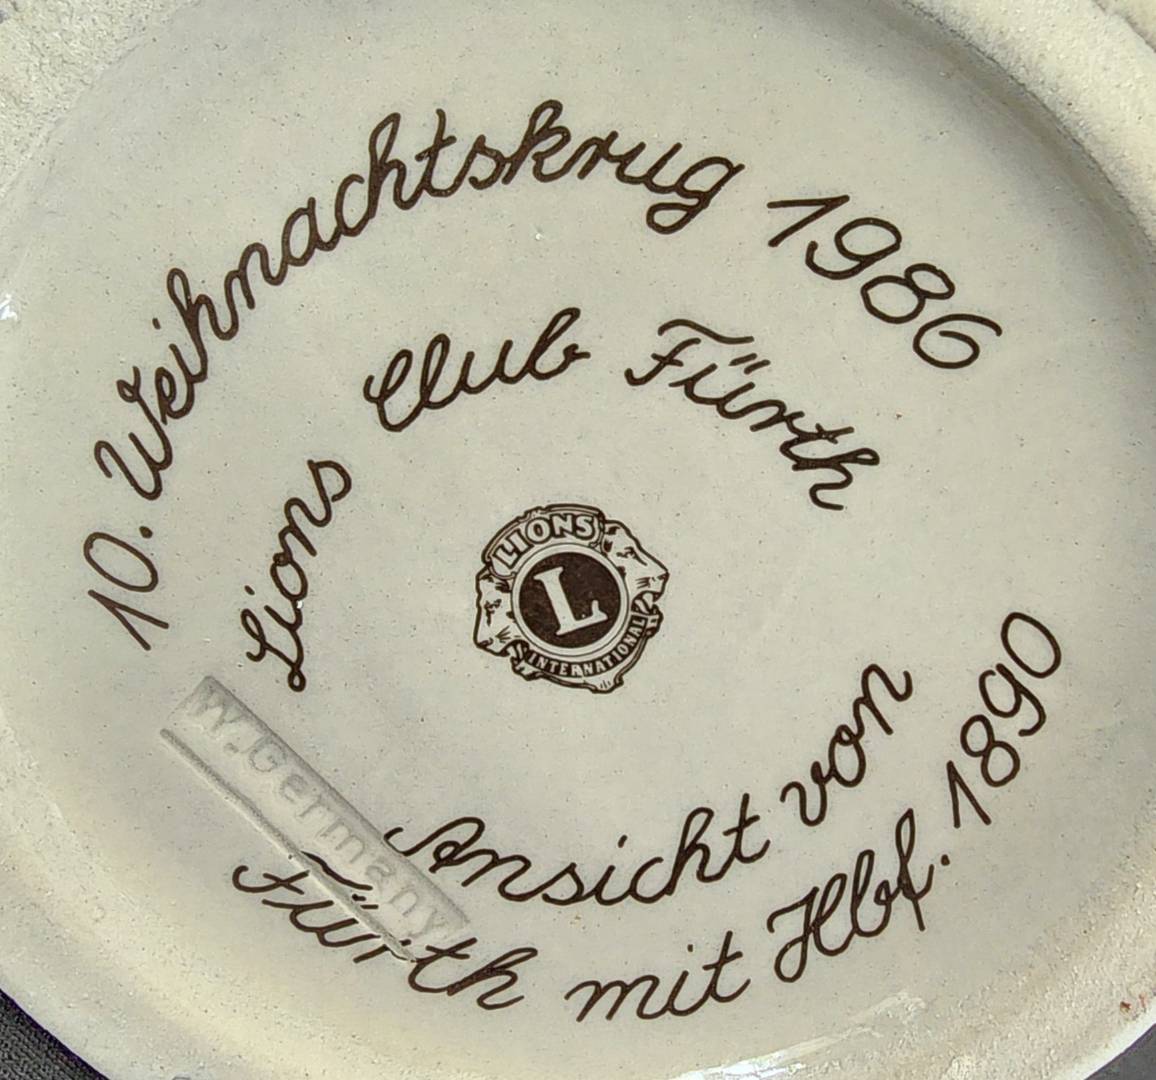 10. Weihnachtskrug 1986
Lions Club Fürth
LIONS
L
INTERNATIONAL
W.Germany
Ansicht von
Fürth mit Hbf. 1890